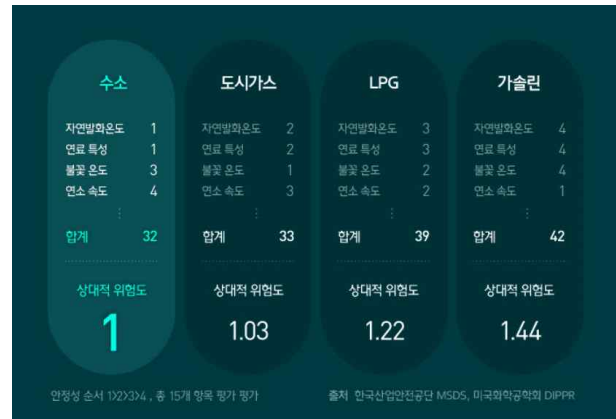 수소
자연발화온도 1
연료 특성 1
불꽃 온도 3
연소 속도 4
합계 32
상대적 위험도
1
도시가스
자연발화온도 2
연료 특성 2
불꽃 온도 1
연소 속도 3
합계 33
상대적 위험도
1.03
LPG
자연발화온도 3
연료 특성 3
불꽃 온도 2
연소 속도 2
합계 39
상대적 위험도
1.22
가솔린
자연발화온도 4
연료 특성 4
불꽃 온도 4
연소 속도 1
합계 42
상대적 위험도
1.44
안정성 순서 1>2>3>4 , 총 15개 항목 평가 평가
출처 한국산업안전공단 MSDS, 미국화학공학회 DIPPR